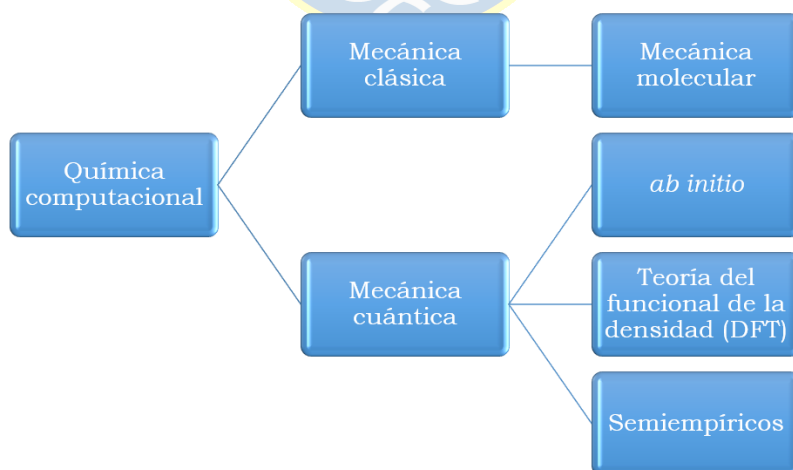 Química
computacional
Mecánica
clásica
Mecánica
molecular
Mecánica
cuántica
ab initio
Teoría del
funcional de la
densidad (DFT)
Semiempíricos